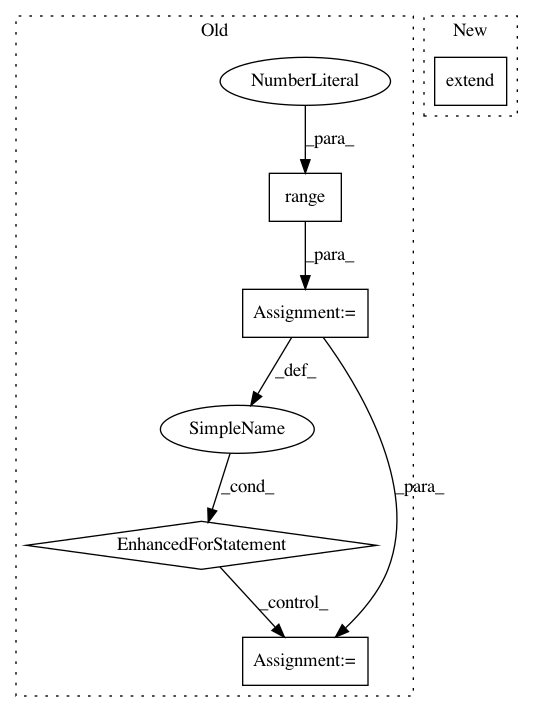 Old
New
NumberLiteral
extend
_para_
range
_para_
Assignment:=
_def_
SimpleName
_cond_
_para_
EnhancedForStatement
_control_
Assignment:=